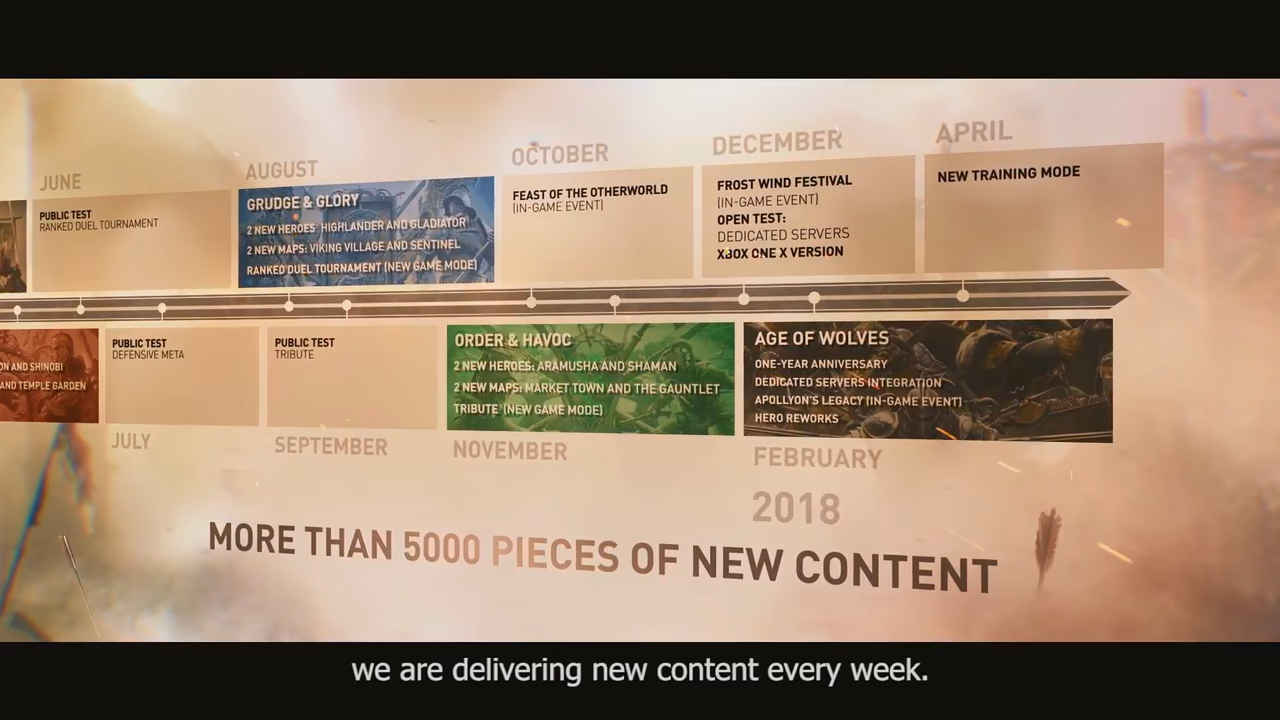 JUNE
PUBLIC TEST
RANKED DUEL TOURNAMENT
AUGUST
GRUDGE & GLORY
2 NEW HEROES: HIGHLANDER AND GLADIATOR
2 NEW MAPS: VIKING VILLAGE AND SENTINEL
RANKED DUEL TOURNAMENT (NEW GAME MODE)
OCTOBER
FEAST OF THE OTHERWORLD
(IN-GAME EVENT)
DECEMBER
FROST WIND FESTIVAL
(IN-GAME EVENT)
OPEN TEST:
DEDICATED SERVERS
XBOX ONE X VERSION
APRIL
NEW TRAINING MODE
ON AND SHINOBI
AND TEMPLE GARDEN
PUBLIC TEST
DEFENSIVE META
JULY
PUBLIC TEST
TRIBUTE
SEPTEMBER
ORDER & HAVOC
2 NEW HEROES: ARAMUSHA AND SHAMAN
2 NEW MAPS: MARKET TOWN AND THE GAUNTLET
TRIBUTE (NEW GAME MODE)
NOVEMBER
AGE OF WOLVES
ONE-YEAR ANNIVERSARY
DEDICATED SERVERS INTEGRATION
APOLLYON'S LEGACY (IN-GAME EVENT)
HERO REWORKS
FEBRUARY
2018
MORE THAN 5000 PIECES OF NEW CONTENT
we are delivering new content every week.